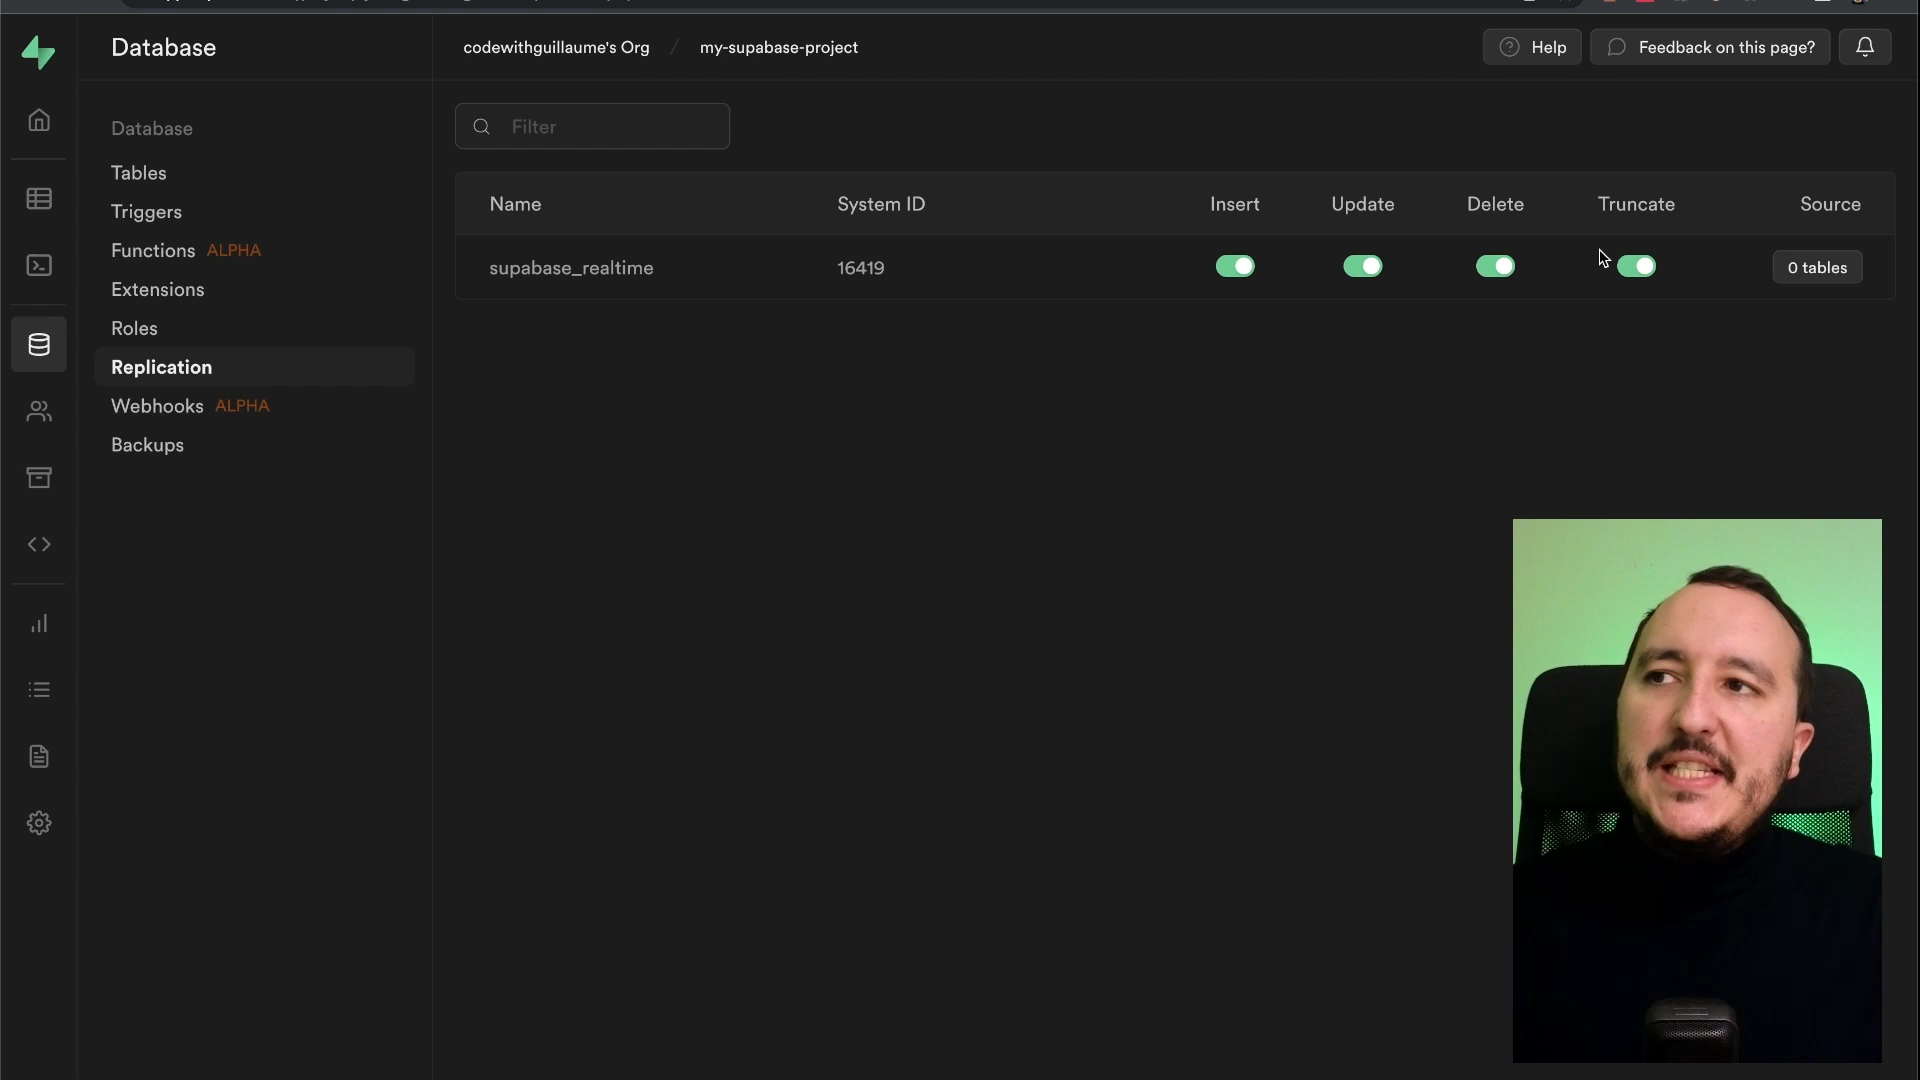 Database
codewithguillaume's Org / my-supabase-project
Help
Feedback on this page?
Database
Tables
Triggers
Functions ALPHA
Extensions
Roles
Replication
Webhooks ALPHA
Backups
Filter
Name System ID Insert Update Delete Truncate Source
supabase_realtime 16419 0 tables